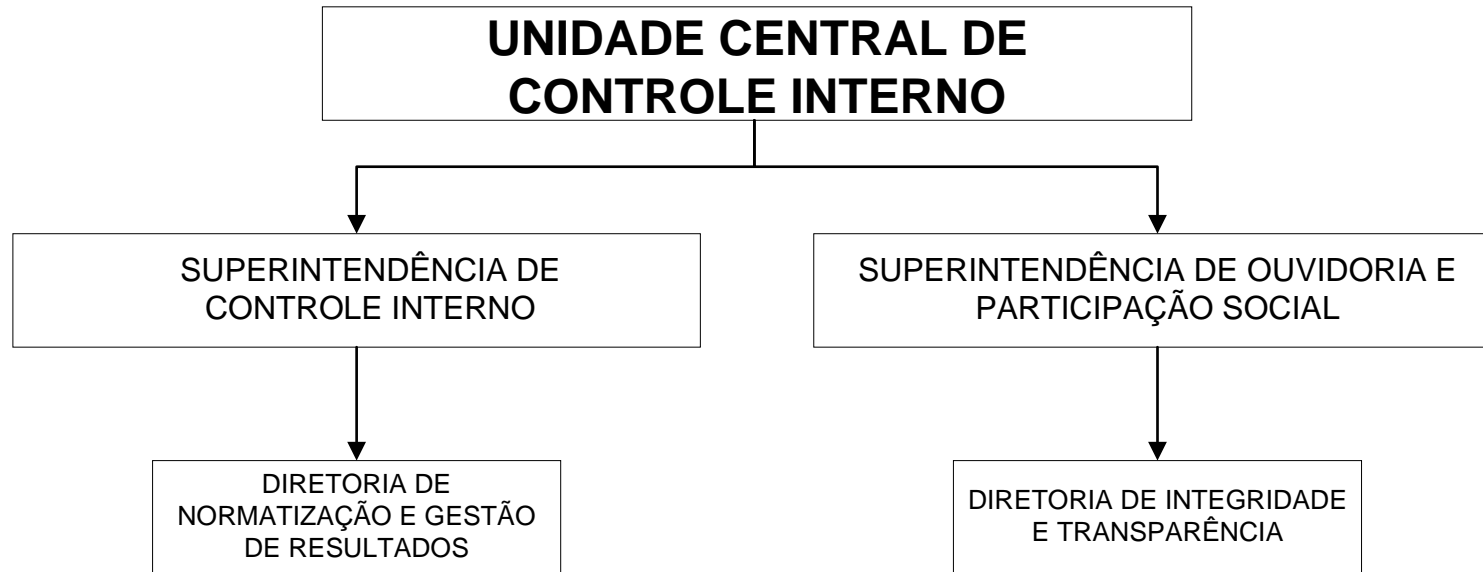 UNIDADE CENTRAL DE
CONTROLE INTERNO
SUPERINTENDÊNCIA DE
CONTROLE INTERNO
SUPERINTENDÊNCIA DE OUVIDORIA E
PARTICIPAÇÃO SOCIAL
DIRETORIA DE
NORMATIZAÇÃO E GESTÃO
DE RESULTADOS
DIRETORIA DE INTEGRIDADE
E TRANSPARÊNCIA